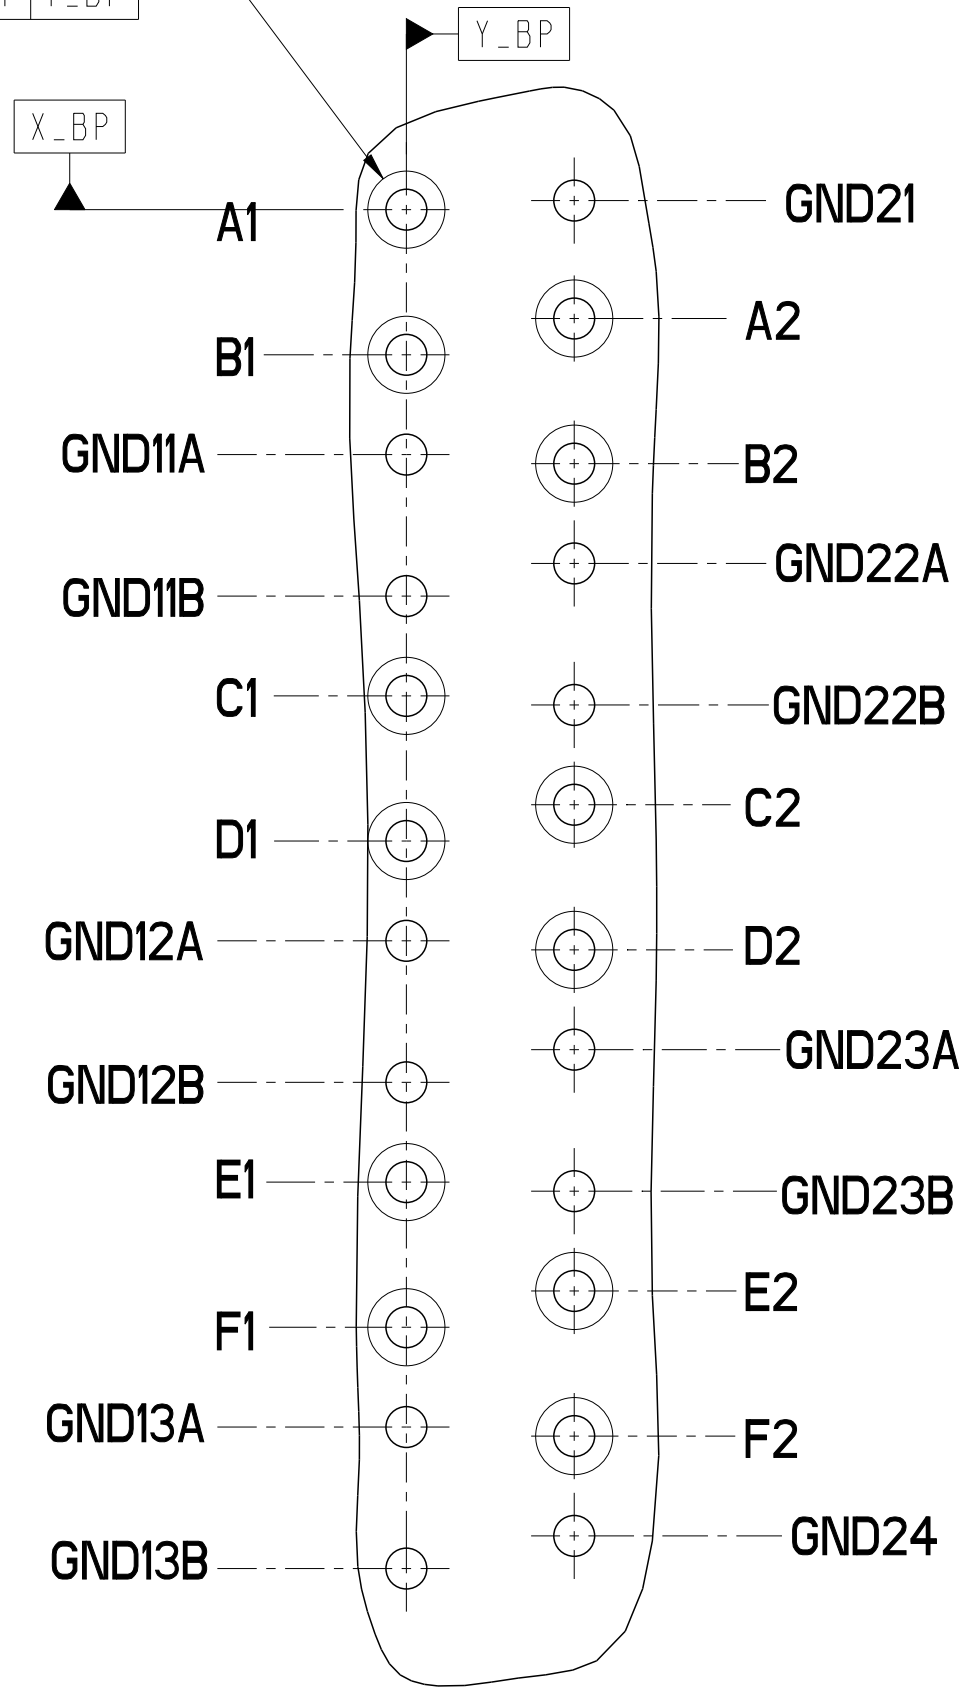 Y_BP
X_BP
A1
GND21
A2
B1
GND11A
B2
GND22A
GND11B
C1
GND22B
C2
D1
GND12A
D2
GND23A
GND12B
E1
GND23B
E2
F1
GND13A
F2
GND24
GND13B